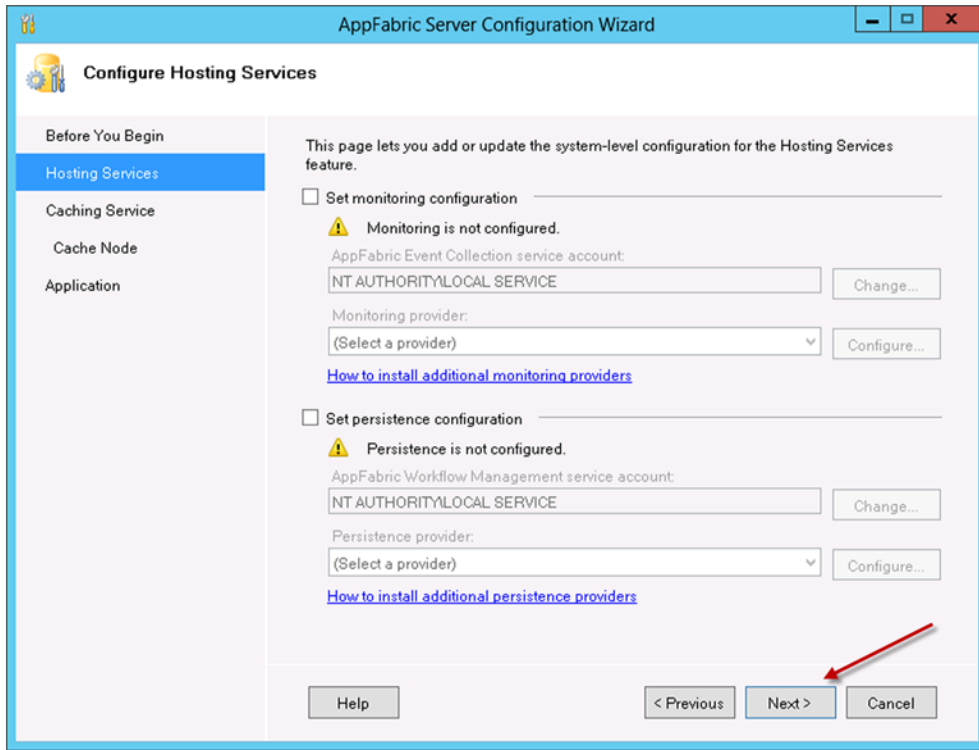 AppFabric Server Configuration Wizard
Configure Hosting Services
Before You Begin
Hosting Services
Caching Service
Cache Node
Application
This page lets you add or update the system-level configuration for the Hosting Services
feature.
Set monitoring configuration
Monitoring is not configured.
AppFabric Event Collection service account:
NT AUTHORITY\LOCAL SERVICE
Change...
Monitoring provider:
(Select a provider)
Configure...
How to install additional monitoring providers
Set persistence configuration
Persistence is not configured.
AppFabric Workflow Management service account:
NT AUTHORITY\LOCAL SERVICE
Change...
Persistence provider:
(Select a provider)
Configure...
How to install additional persistence providers
Help
< Previous
Next >
Cancel